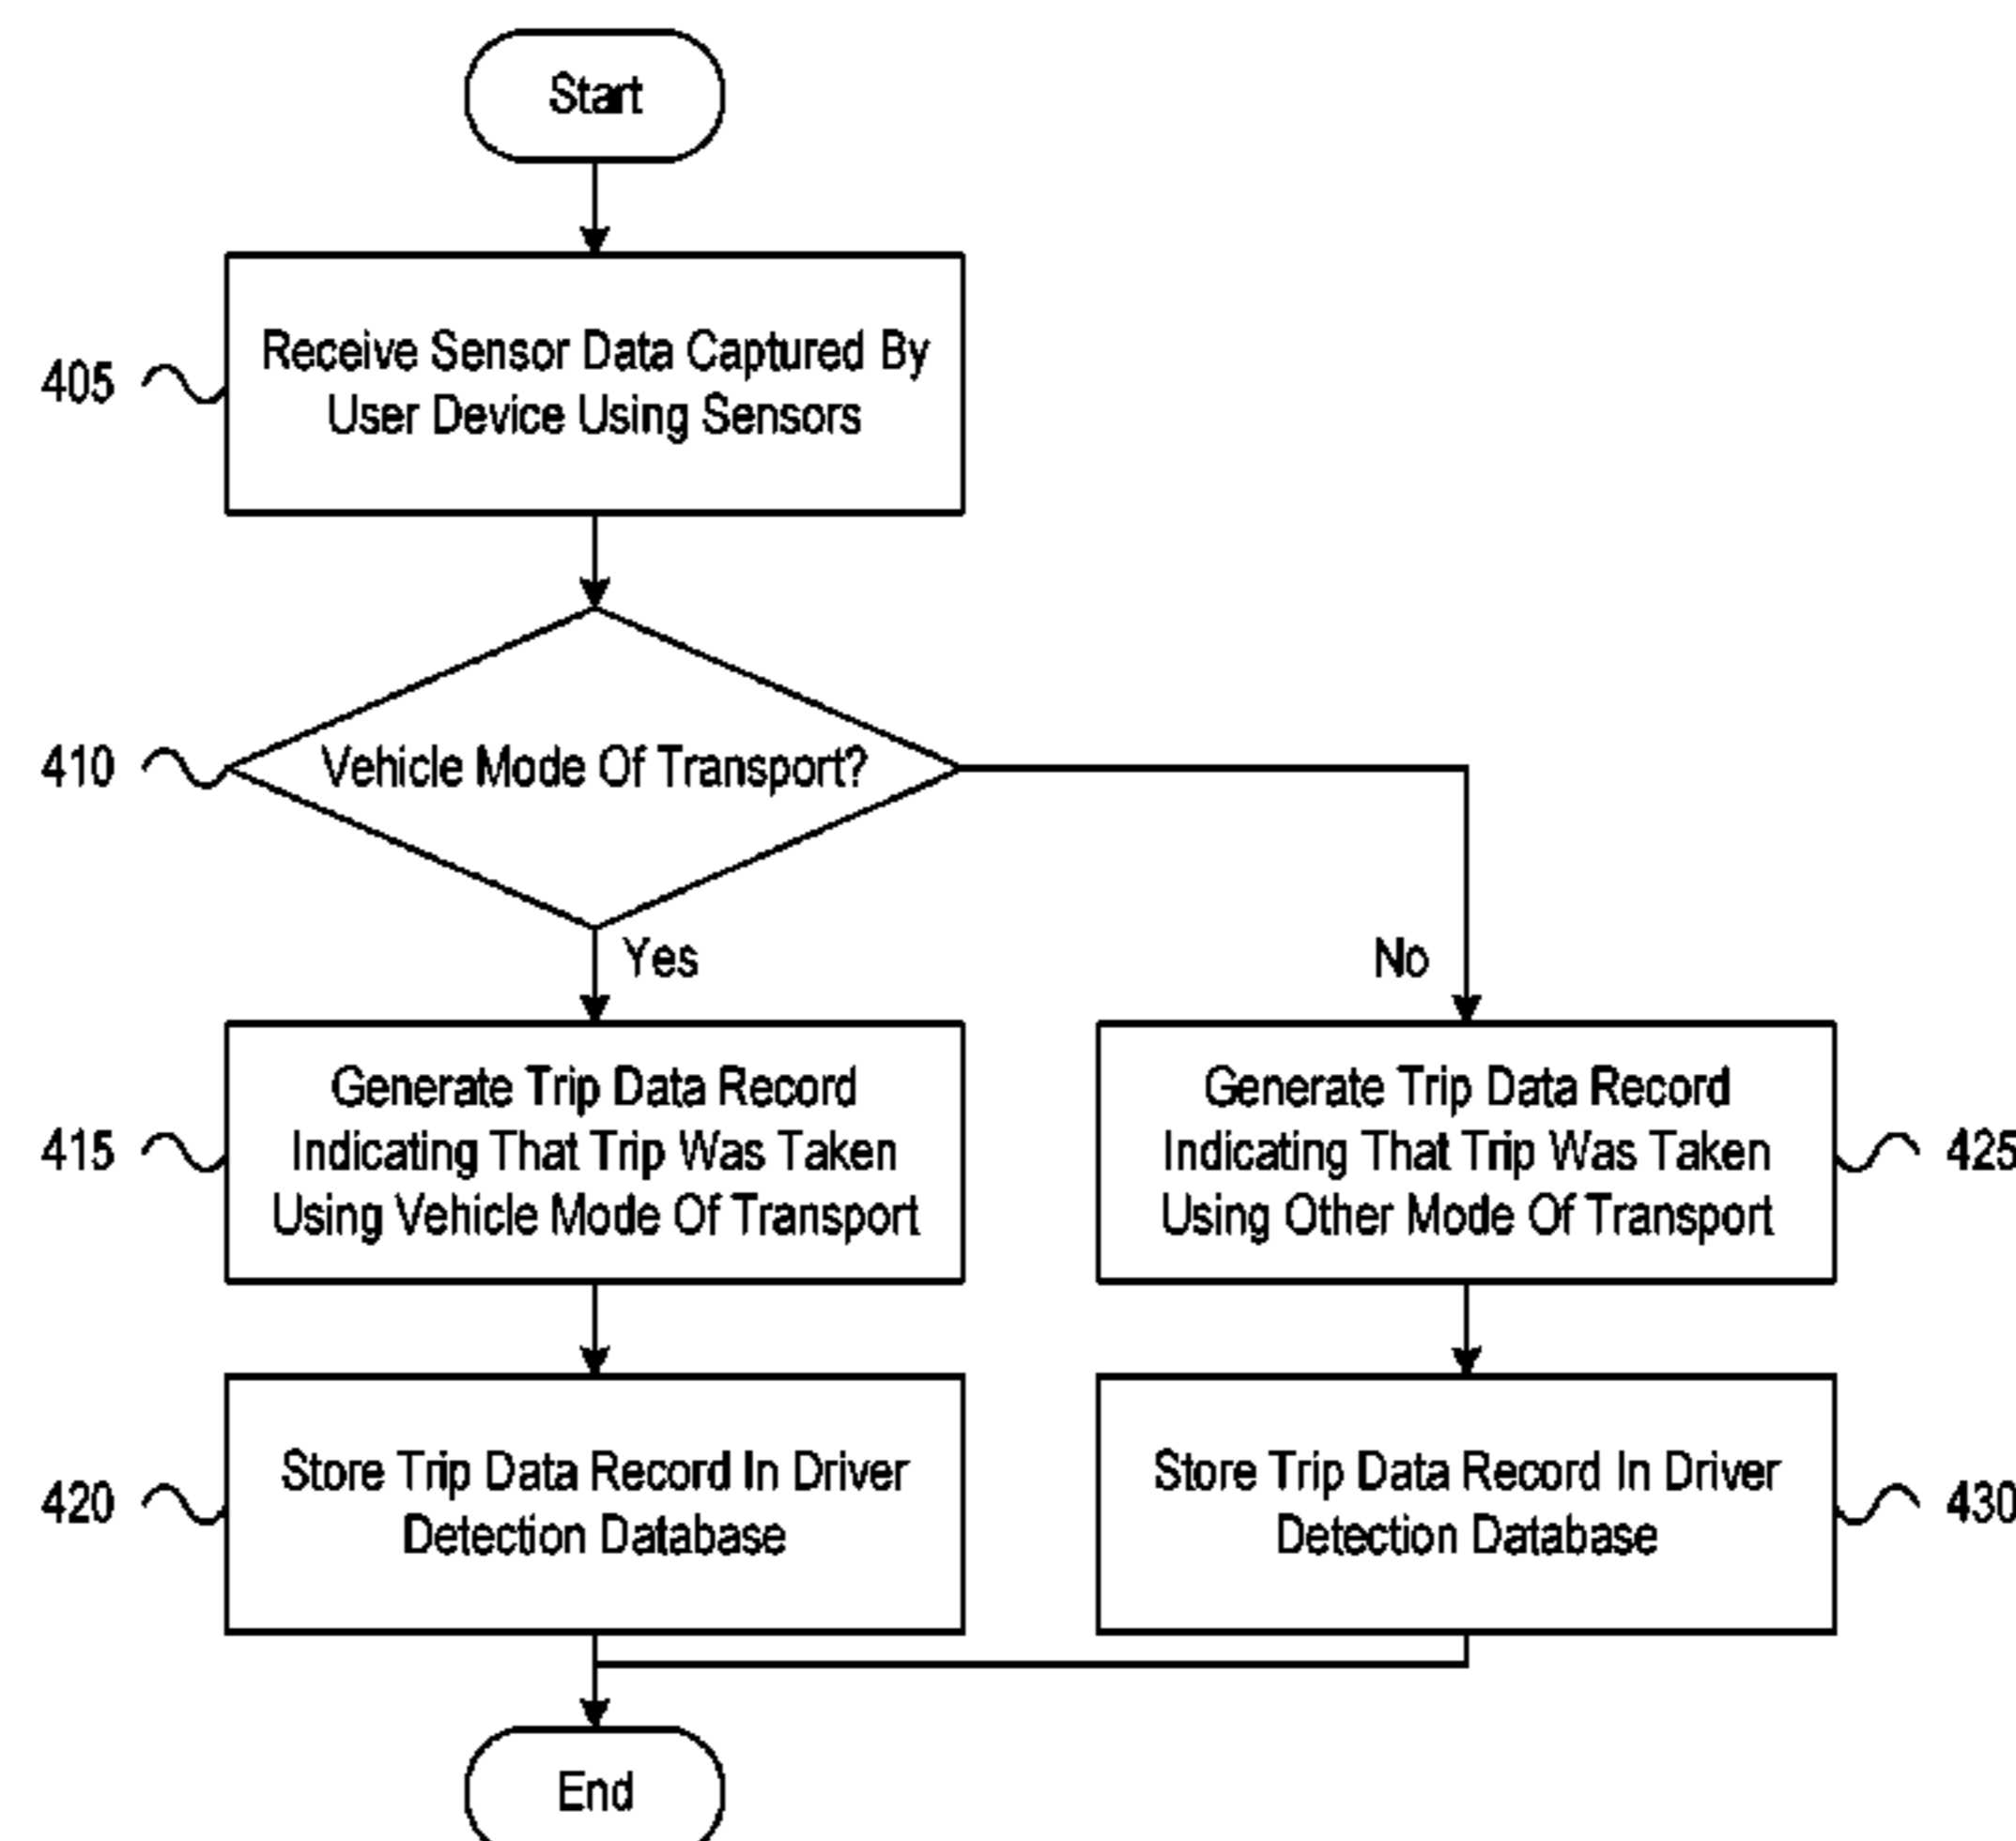 Start
405
Receive Sensor Data Captured By
User Device Using Sensors
410
Vehicle Mode Of Transport?
Yes
No
415
Generate Trip Data Record
Indicating That Trip Was Taken
Using Vehicle Mode Of Transport
Generate Trip Data Record
Indicating That Trip Was Taken
Using Other Mode Of Transport
425
420
Store Trip Data Record In Driver
Detection Database
Store Trip Data Record In Driver
Detection Database
430
End